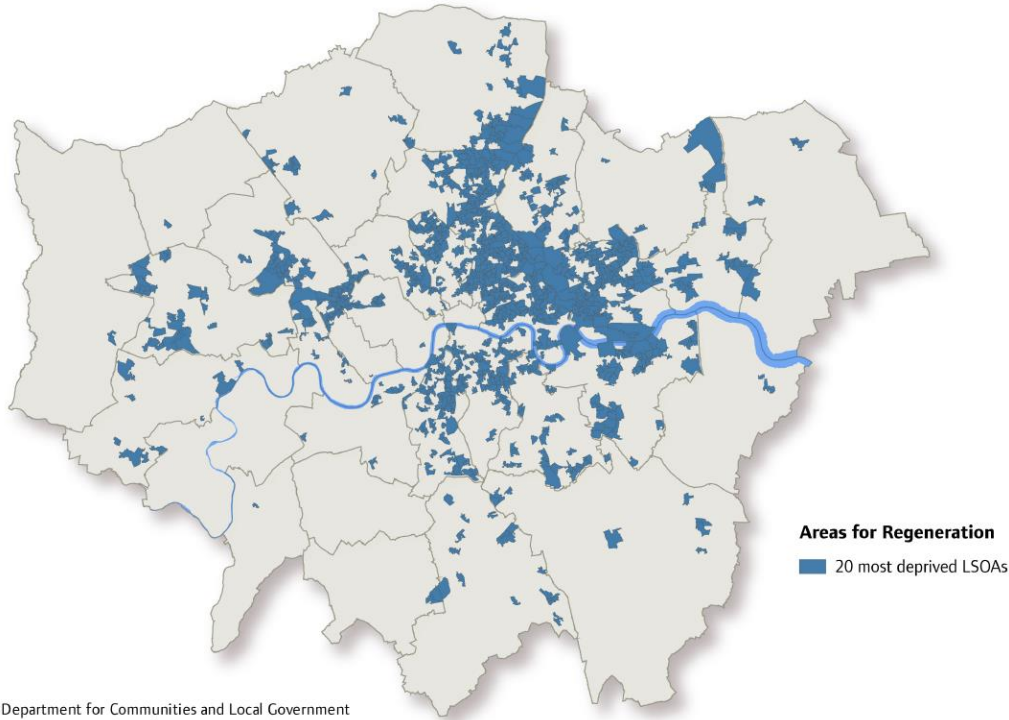 Areas for Regeneration
20 most deprived LSOAs
Department for Communities and Local Government